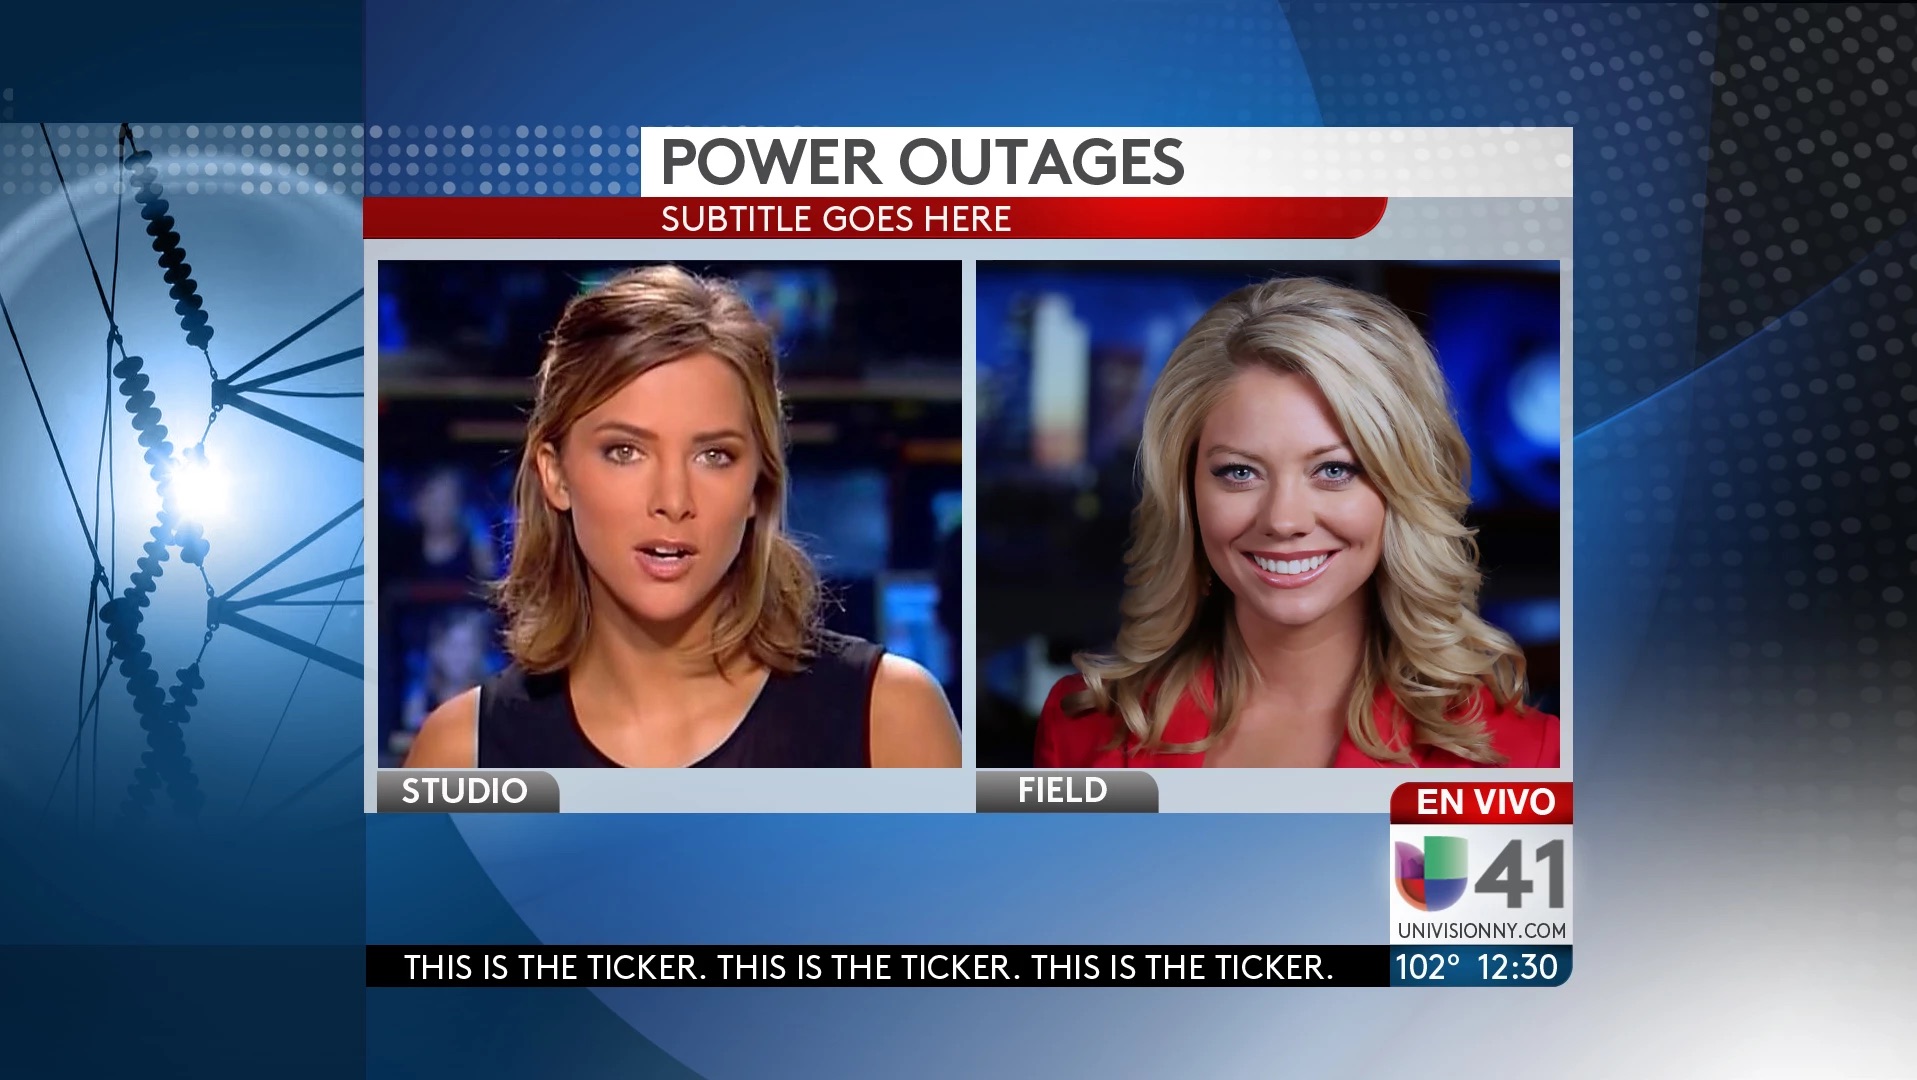 POWER OUTAGES
SUBTITLE GOES HERE
STUDIO
FIELD
EN VIVO
41
UNIVISIONNY.COM
THIS IS THE TICKER. THIS IS THE TICKER. THIS IS THE TICKER.
102° 12:30